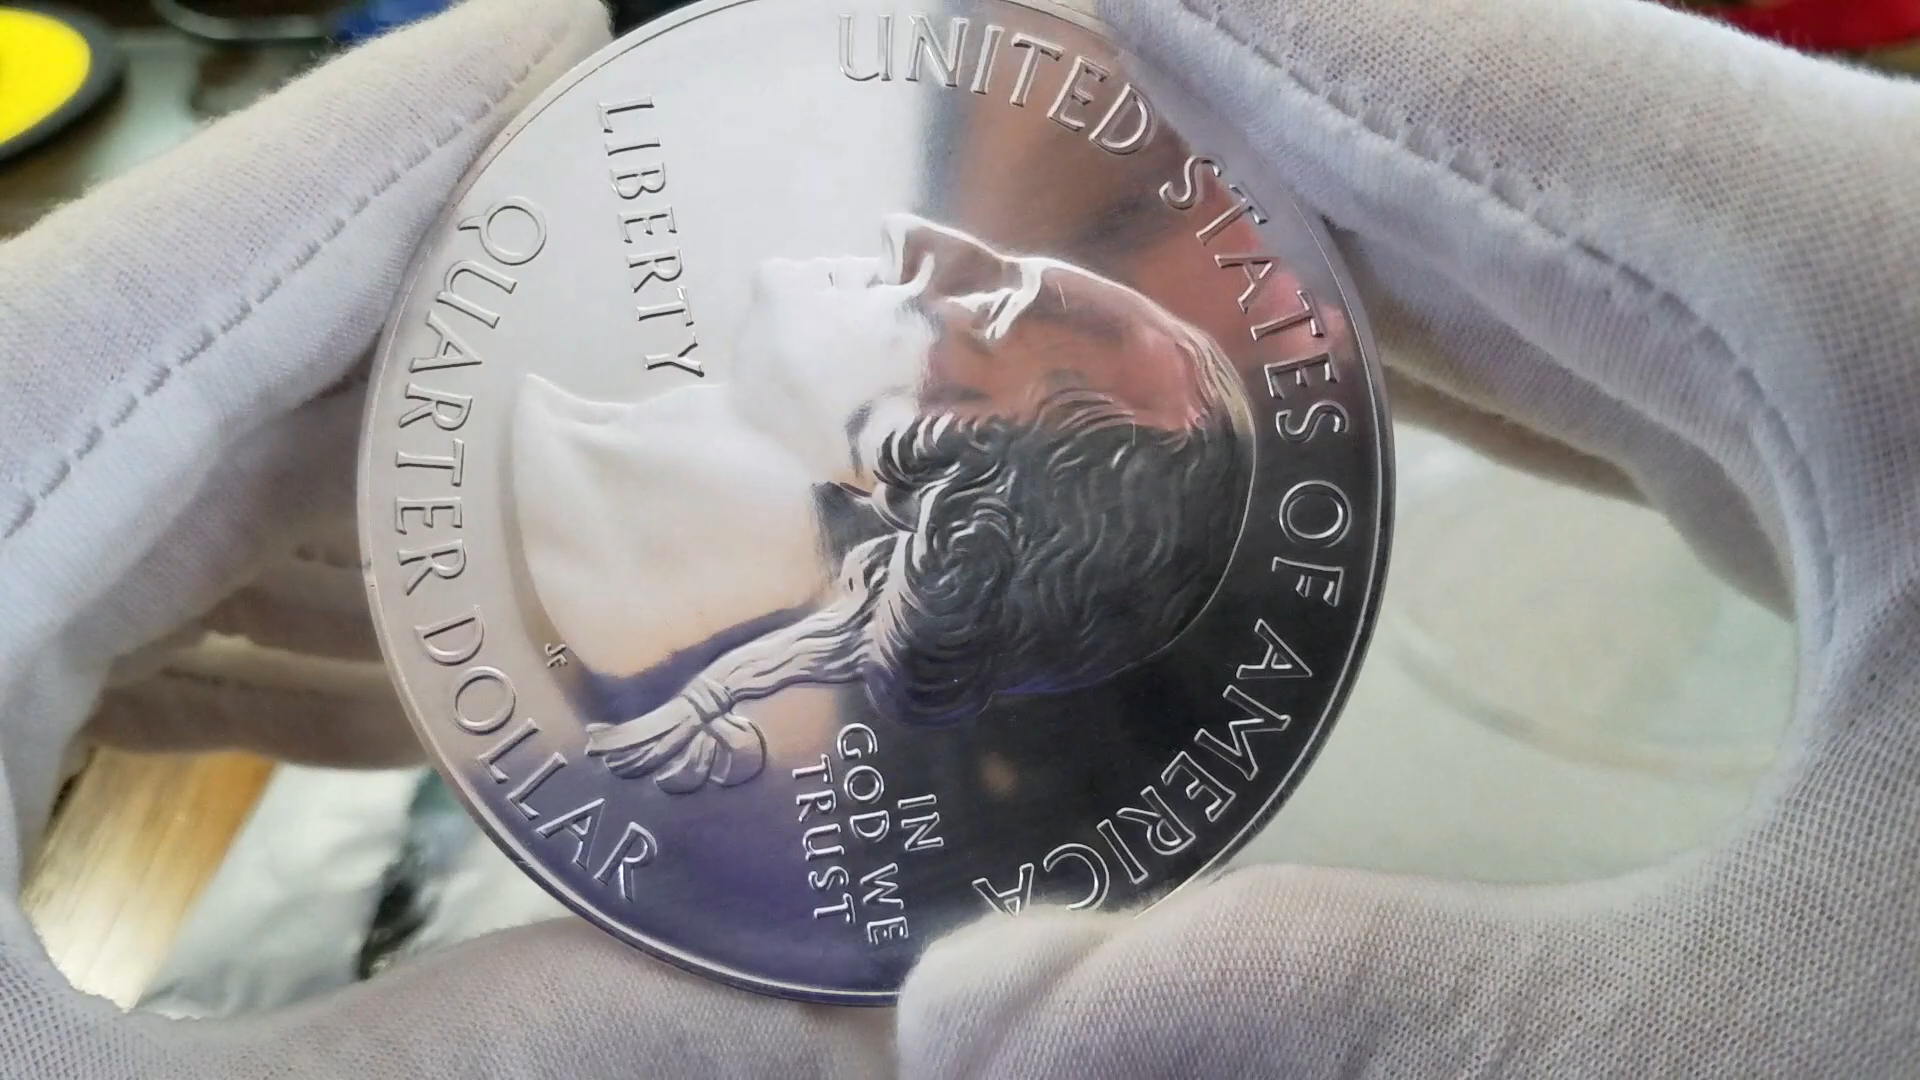 UNITED STATES OF AMERICA
LIBERTY
IN
GOD WE
TRUST
JF
QUARTER DOLLAR